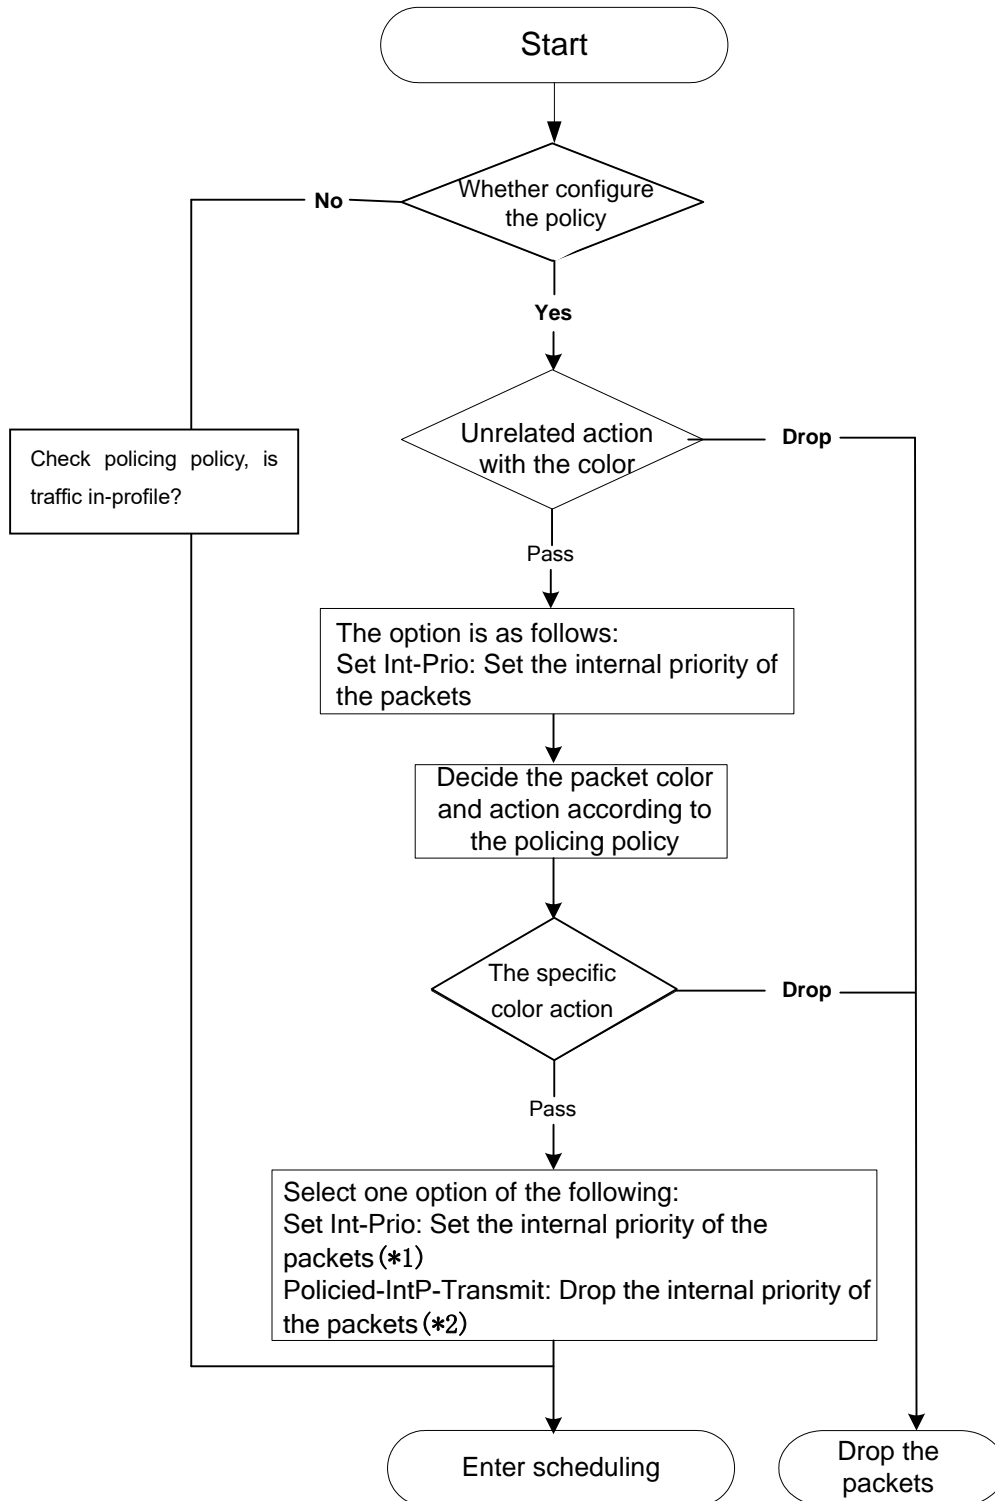 Start
Whether configure
the policy
No
Yes
Unrelated action
with the color
Drop
Check policing policy, is
traffic in-profile?
Pass
The option is as follows:
Set Int-Prio: Set the internal priority of
the packets
Decide the packet color
and action according to
the policing policy
The specific
color action
Drop
Pass
Select one option of the following:
Set Int-Prio: Set the internal priority of the
packets(*1)
Policied-IntP-Transmit: Drop the internal priority of
the packets(*2)
Enter scheduling
Drop the
packets